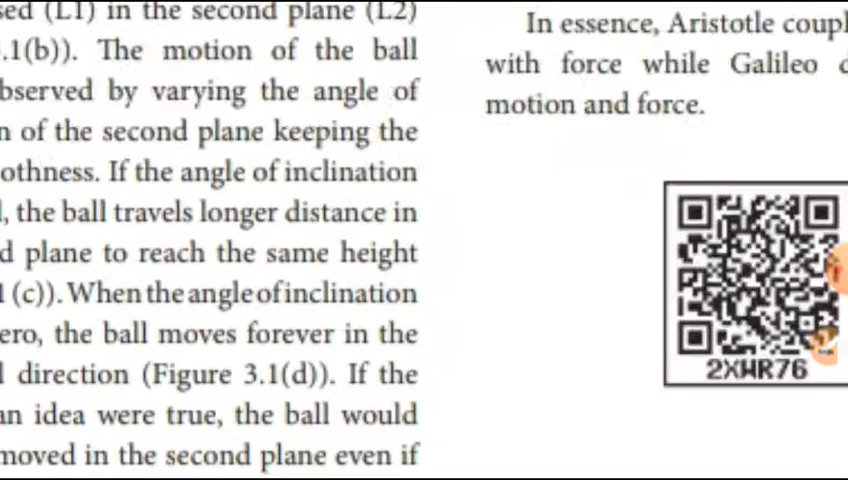 sed (L1) in the second plane (L2)
.1(b)). The motion of the ball
bserved by varying the angle of
n of the second plane keeping the
othness. If the angle of inclination
, the ball travels longer distance in
d plane to reach the same height
(c)). When the angle of inclination
ero, the ball moves forever in the
l direction (Figure 3.1(d)). If the
an idea were true, the ball would
moved in the second plane even if
In essence, Aristotle coupl
with force while Galileo d
motion and force.
2XWR76